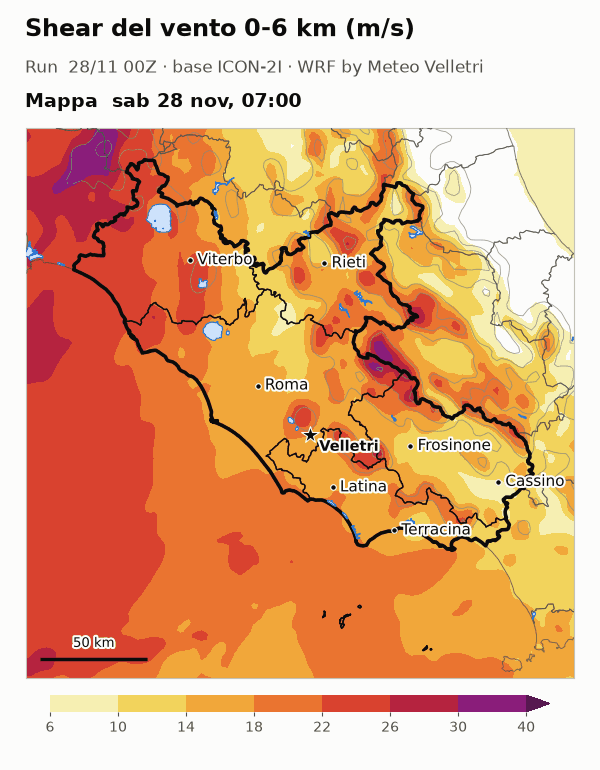 Shear del vento 0-6 km (m/s)
Run  28/11 00Z · base ICON-2I · WRF by Meteo Velletri
Mappa  sab 28 nov, 07:00
Viterbo
Rieti
Roma
Velletri
Frosinone
Cassino
Latina
Terracina
50 km
6 10 14 18 22 26 30 40